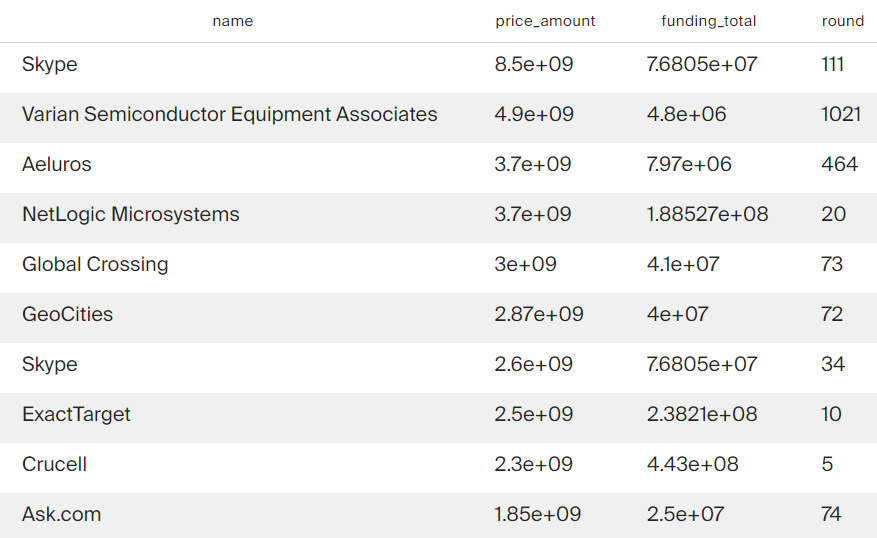 name price_amount funding_total round
Skype 8.5e+09 7.6805e+07 111
Varian Semiconductor Equipment Associates 4.9e+09 4.8e+06 1021
Aeluros 3.7e+09 7.97e+06 464
NetLogic Microsystems 3.7e+09 1.88527e+08 20
Global Crossing 3e+09 4.1e+07 73
GeoCities 2.87e+09 4e+07 72
Skype 2.6e+09 7.6805e+07 34
ExactTarget 2.5e+09 2.3821e+08 10
Crucell 2.3e+09 4.43e+08 5
Ask.com 1.85e+09 2.5e+07 74